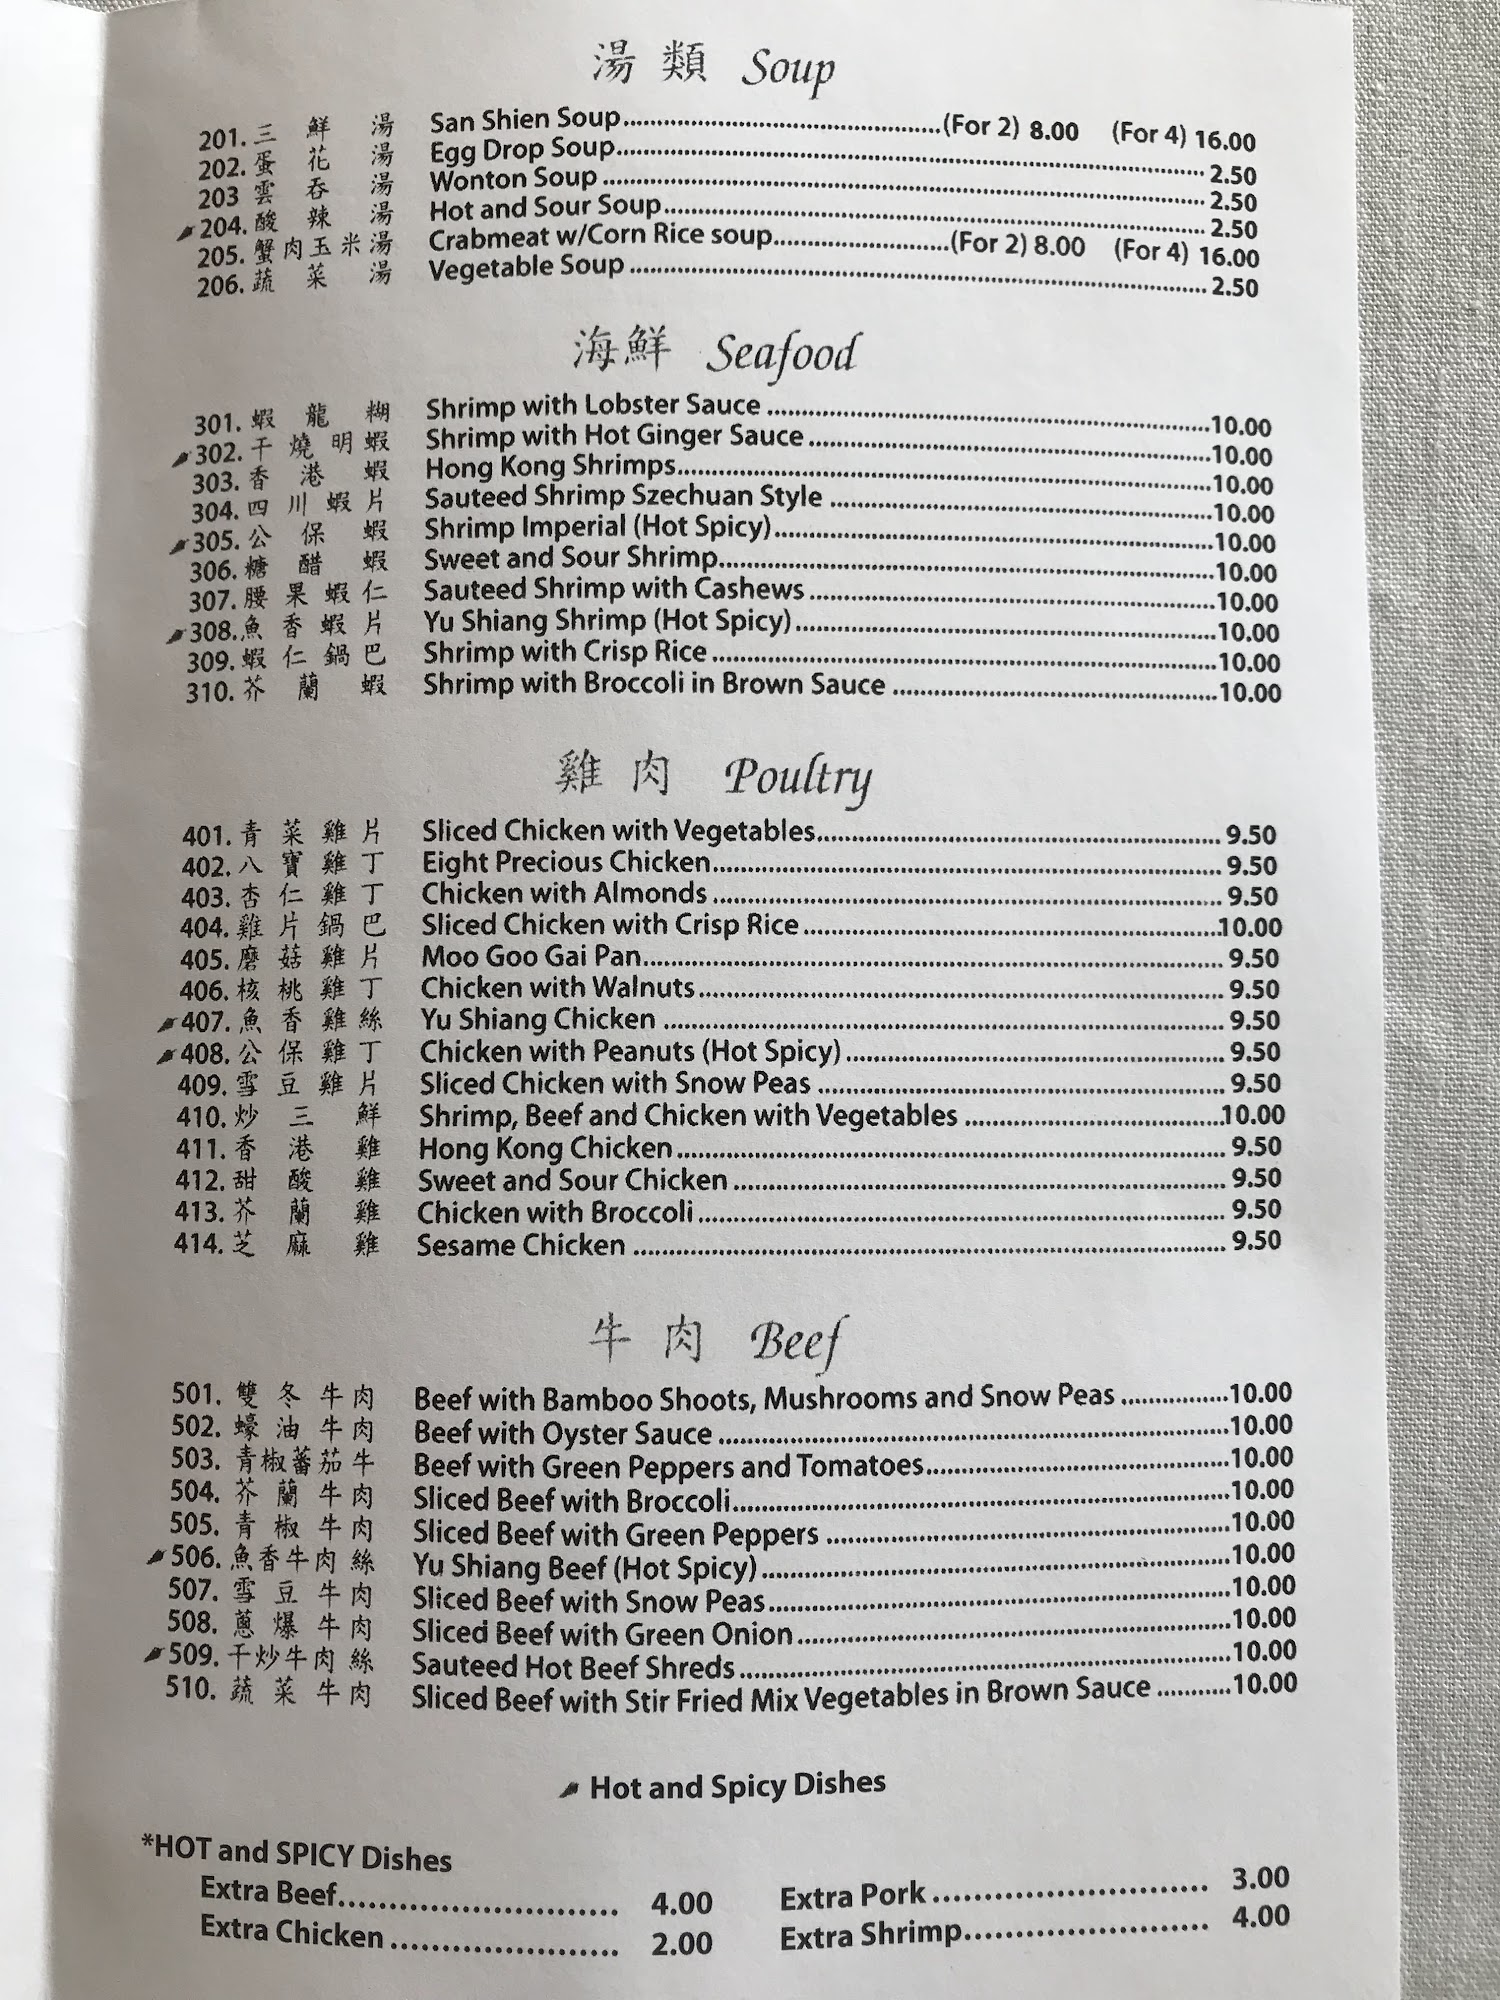 湯類 Soup
201. 三鮮湯 San Shien Soup..........(For 2) 8.00 (For 4) 16.00
202. 蛋花湯 Egg Drop Soup..........2.50
203 雲吞湯 Wonton Soup..........2.50
204. 酸辣湯 Hot and Sour Soup..........2.50
205. 蟹肉玉米湯 Crabmeat w/Corn Rice soup..........(For 2) 8.00 (For 4) 16.00
206. 蔬菜湯 Vegetable Soup..........2.50
海鮮 Seafood
301. 蝦龍糊 Shrimp with Lobster Sauce..........10.00
302. 干燒明蝦 Shrimp with Hot Ginger Sauce..........10.00
303. 香港蝦 Hong Kong Shrimps..........10.00
304. 四川蝦片 Sauteed Shrimp Szechuan Style..........10.00
305. 公保蝦 Shrimp Imperial (Hot Spicy)..........10.00
306. 糖醋蝦 Sweet and Sour Shrimp..........10.00
307. 腰果蝦仁 Sauteed Shrimp with Cashews..........10.00
308. 魚香蝦片 Yu Shiang Shrimp (Hot Spicy)..........10.00
309. 蝦仁鍋巴 Shrimp with Crisp Rice..........10.00
310. 芥蘭蝦 Shrimp with Broccoli in Brown Sauce..........10.00
雞肉 Poultry
401. 青菜雞片 Sliced Chicken with Vegetables..........9.50
402. 八寶雞丁 Eight Precious Chicken..........9.50
403. 杏仁雞丁 Chicken with Almonds..........9.50
404. 雞片鍋巴 Sliced Chicken with Crisp Rice..........10.00
405. 磨菇雞片 Moo Goo Gai Pan..........9.50
406. 核桃雞丁 Chicken with Walnuts..........9.50
407. 魚香雞絲 Yu Shiang Chicken..........9.50
408. 公保雞丁 Chicken with Peanuts (Hot Spicy)..........9.50
409. 雪豆雞片 Sliced Chicken with Snow Peas..........9.50
410. 炒三鮮 Shrimp, Beef and Chicken with Vegetables..........10.00
411. 香港雞 Hong Kong Chicken..........9.50
412. 甜酸雞 Sweet and Sour Chicken..........9.50
413. 芥蘭雞 Chicken with Broccoli..........9.50
414. 芝麻雞 Sesame Chicken..........9.50
牛肉 Beef
501. 雙冬牛肉 Beef with Bamboo Shoots, Mushrooms and Snow Peas..........10.00
502. 蠔油牛肉 Beef with Oyster Sauce..........10.00
503. 青椒蕃茄牛 Beef with Green Peppers and Tomatoes..........10.00
504. 芥蘭牛肉 Sliced Beef with Broccoli..........10.00
505. 青椒牛肉 Sliced Beef with Green Peppers..........10.00
506. 魚香牛肉絲 Yu Shiang Beef (Hot Spicy)..........10.00
507. 雪豆牛肉 Sliced Beef with Snow Peas..........10.00
508. 蔥爆牛肉 Sliced Beef with Green Onion..........10.00
509. 干炒牛肉絲 Sauteed Hot Beef Shreds..........10.00
510. 蔬菜牛肉 Sliced Beef with Stir Fried Mix Vegetables in Brown Sauce..........10.00
Hot and Spicy Dishes
*HOT and SPICY Dishes
Extra Beef.......... 4.00 Extra Pork.......... 3.00
Extra Chicken.......... 2.00 Extra Shrimp.......... 4.00